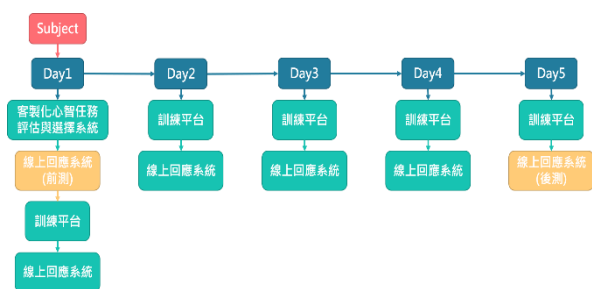 Subject
Day1
Day2
Day3
Day4
Day5
客製化心智任務
評估與選擇系統
訓練平台
訓練平台
訓練平台
訓練平台
線上回應系統
(前測)
線上回應系統
線上回應系統
線上回應系統
線上回應系統
(後測)
訓練平台
線上回應系統